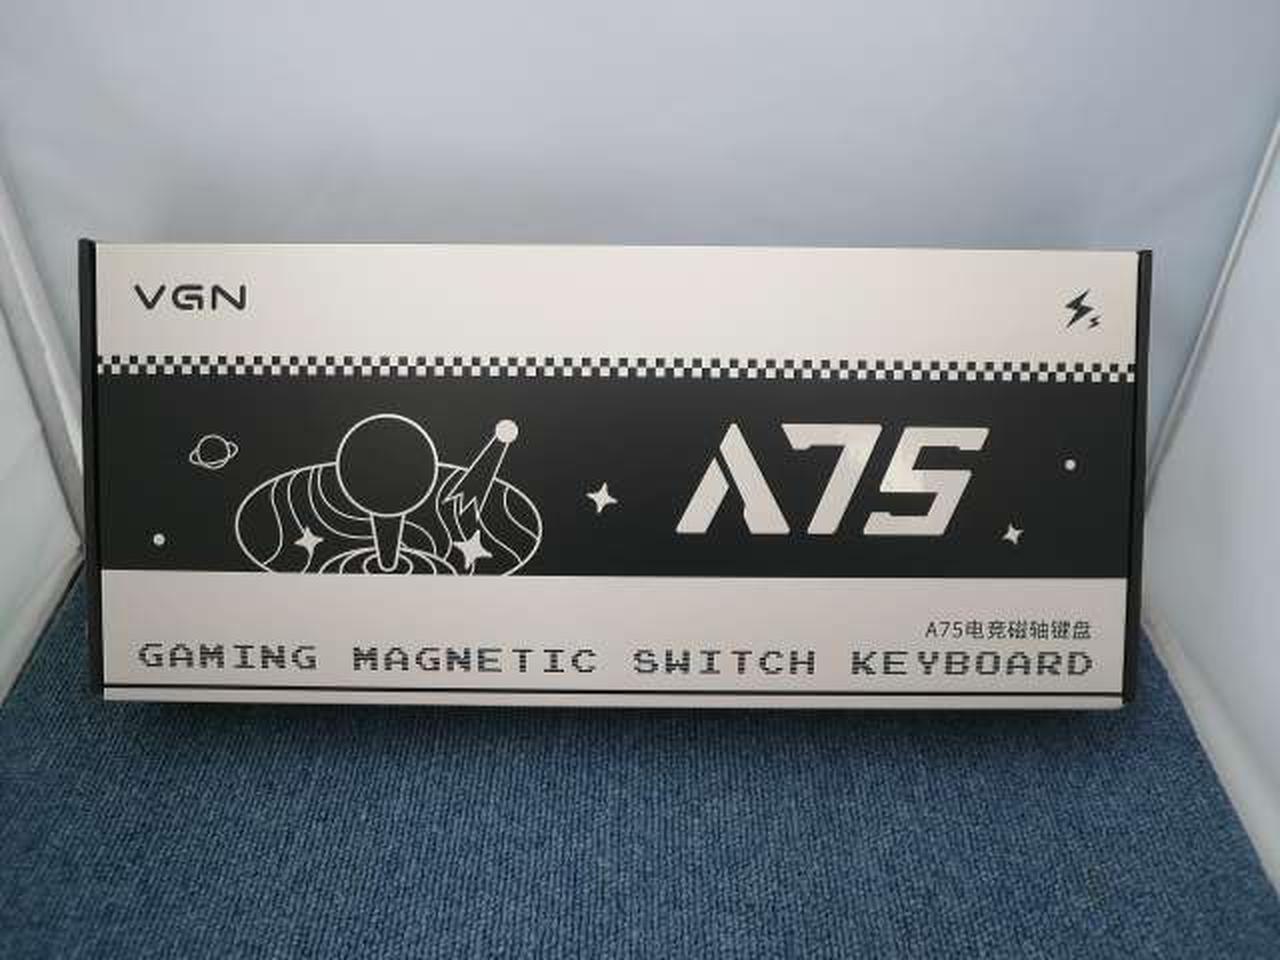 VGN
A75
A75电竞磁轴键盘
GAMING MAGNETIC SWITCH KEYBOARD